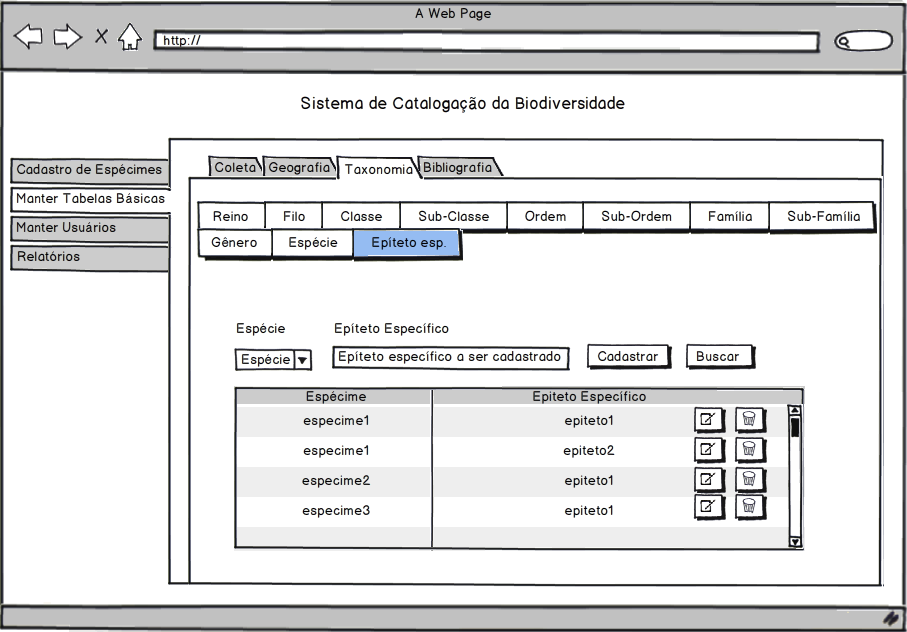 A Web Page
http://
Sistema de Catalogação da Biodiversidade
Cadastro de Espécimes
Manter Tabelas Básicas
Manter Usuários
Relatórios
Coleta Geografia Taxonomia Bibliografia
Reino Filo Classe Sub-Classe Ordem Sub-Ordem Família Sub-Família
Gênero Espécie Epíteto esp.
Espécie Epíteto Específico
Espécie Epíteto específico a ser cadastrado Cadastrar Buscar
Espécime Epiteto Específico
especime1 epiteto1
especime1 epiteto2
especime2 epiteto1
especime3 epiteto1